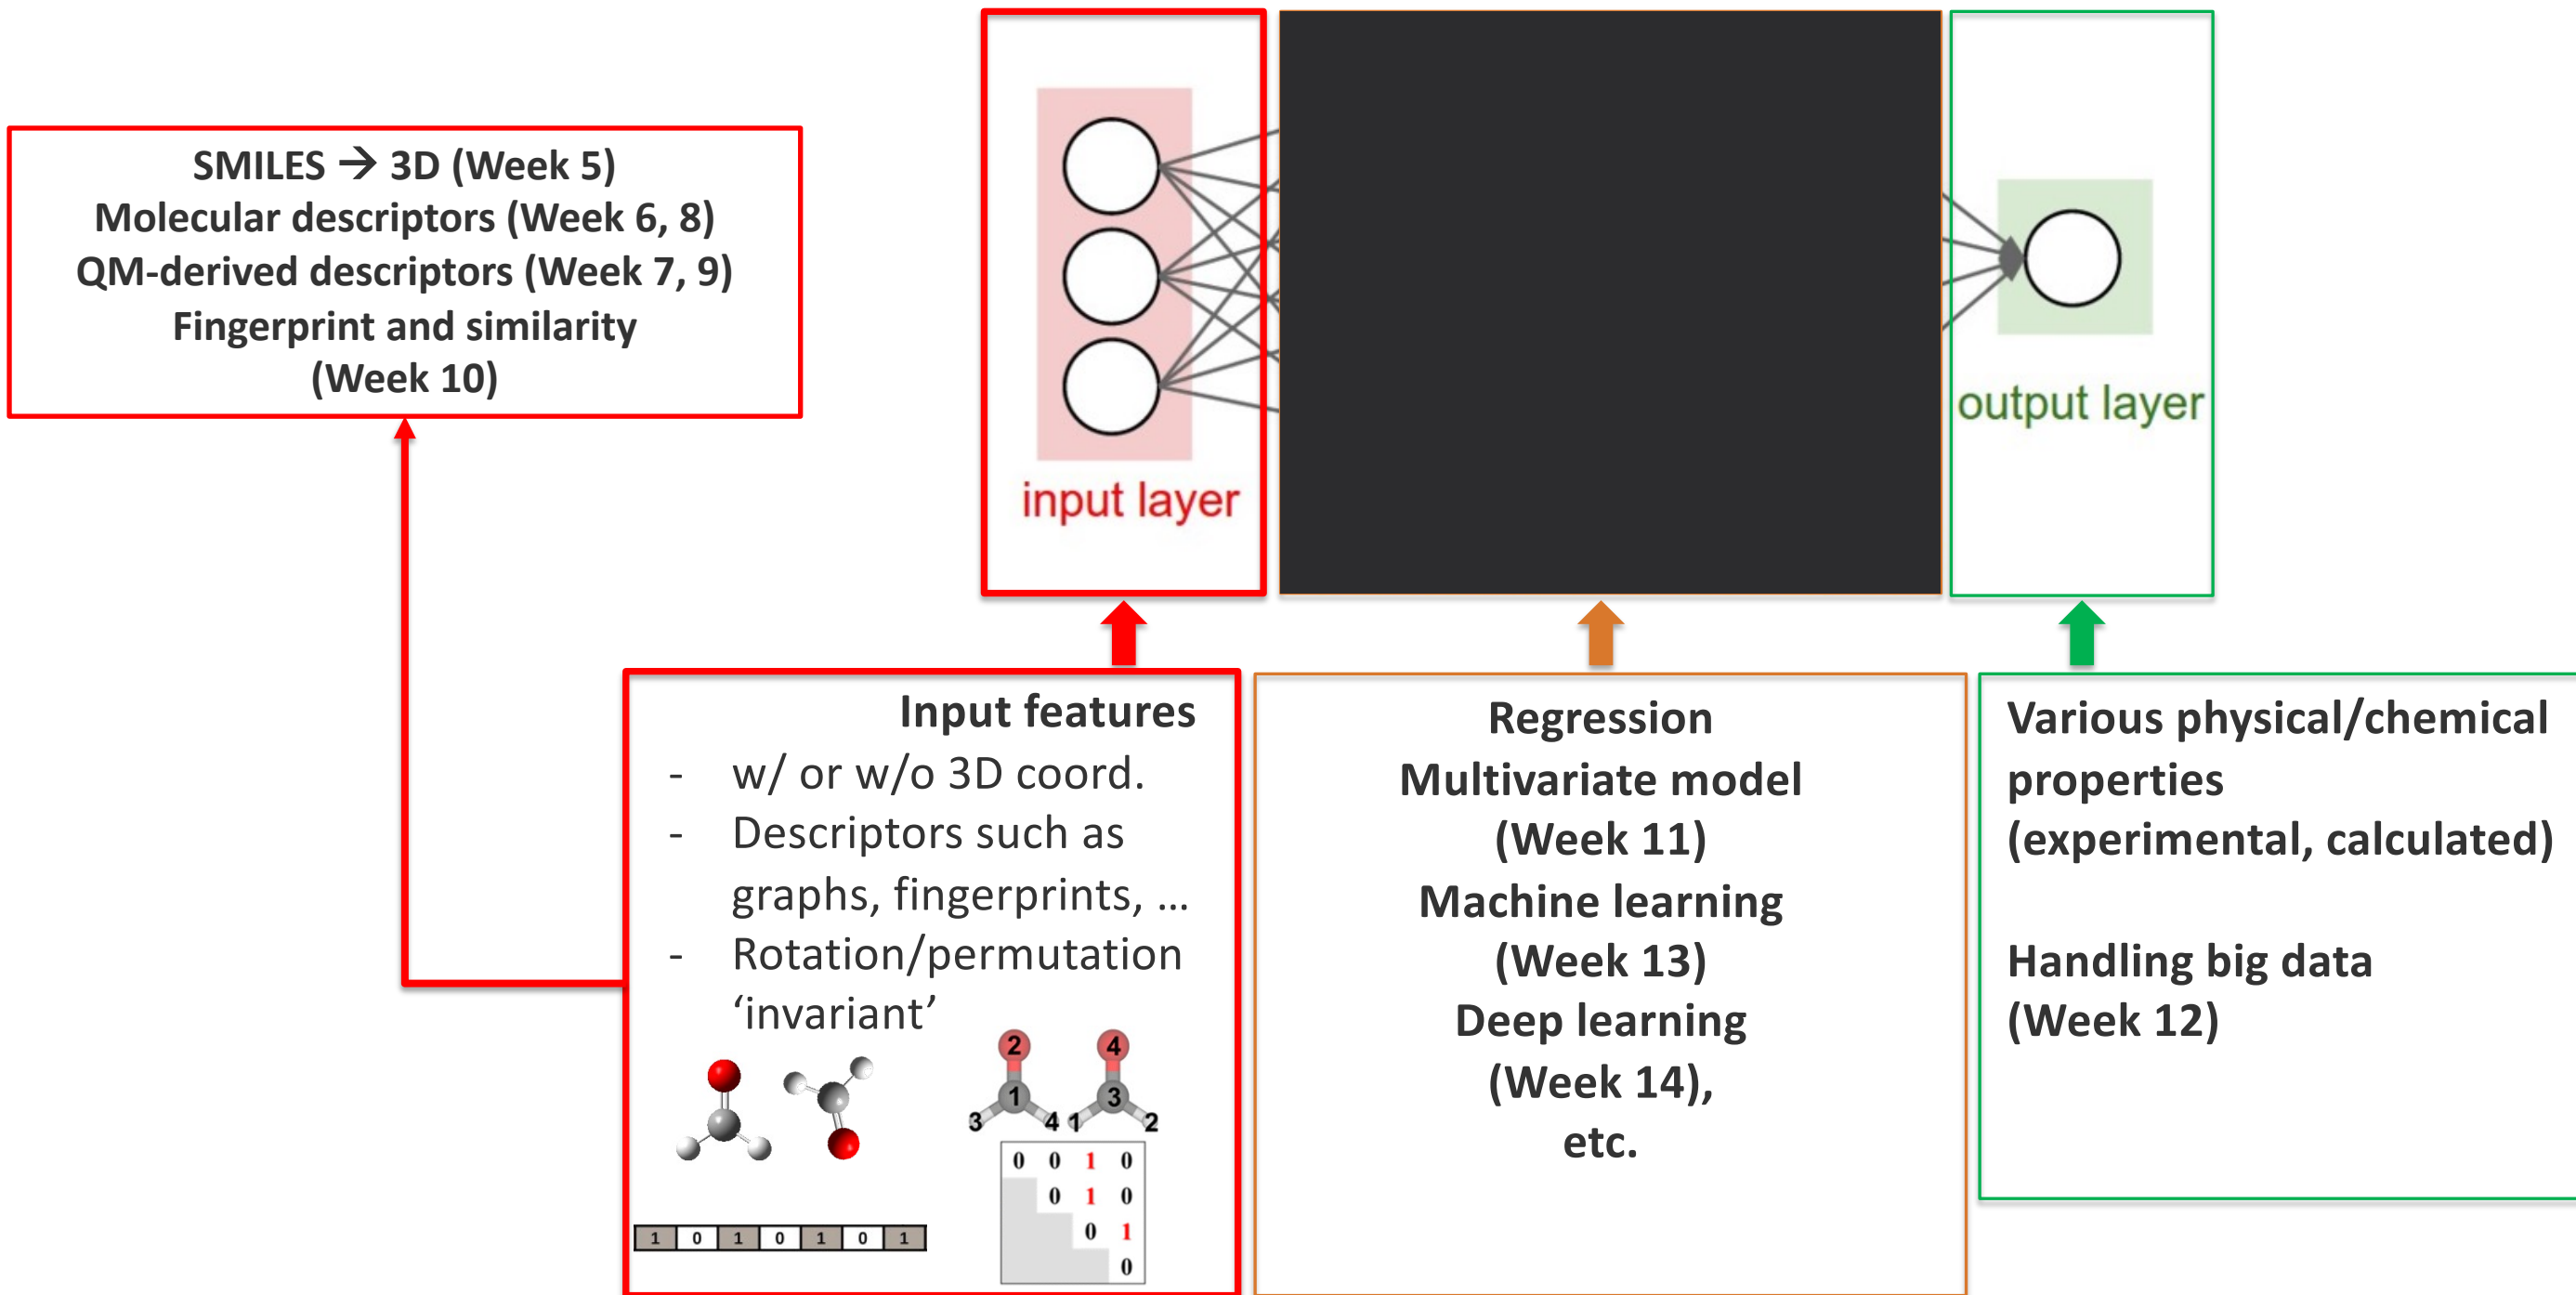 SMILES → 3D (Week 5)
Molecular descriptors (Week 6, 8)
QM-derived descriptors (Week 7, 9)
Fingerprint and similarity
(Week 10)
input layer
output layer
Input features
- w/ or w/o 3D coord.
- Descriptors such as
graphs, fingerprints, …
- Rotation/permutation
‘invariant’
2
1
3 4
4
3
1 2
0 0 1 0
0 1 0
0 1
0
1 0 1 0 1 0 1
Regression
Multivariate model
(Week 11)
Machine learning
(Week 13)
Deep learning
(Week 14),
etc.
Various physical/chemical
properties
(experimental, calculated)
Handling big data
(Week 12)